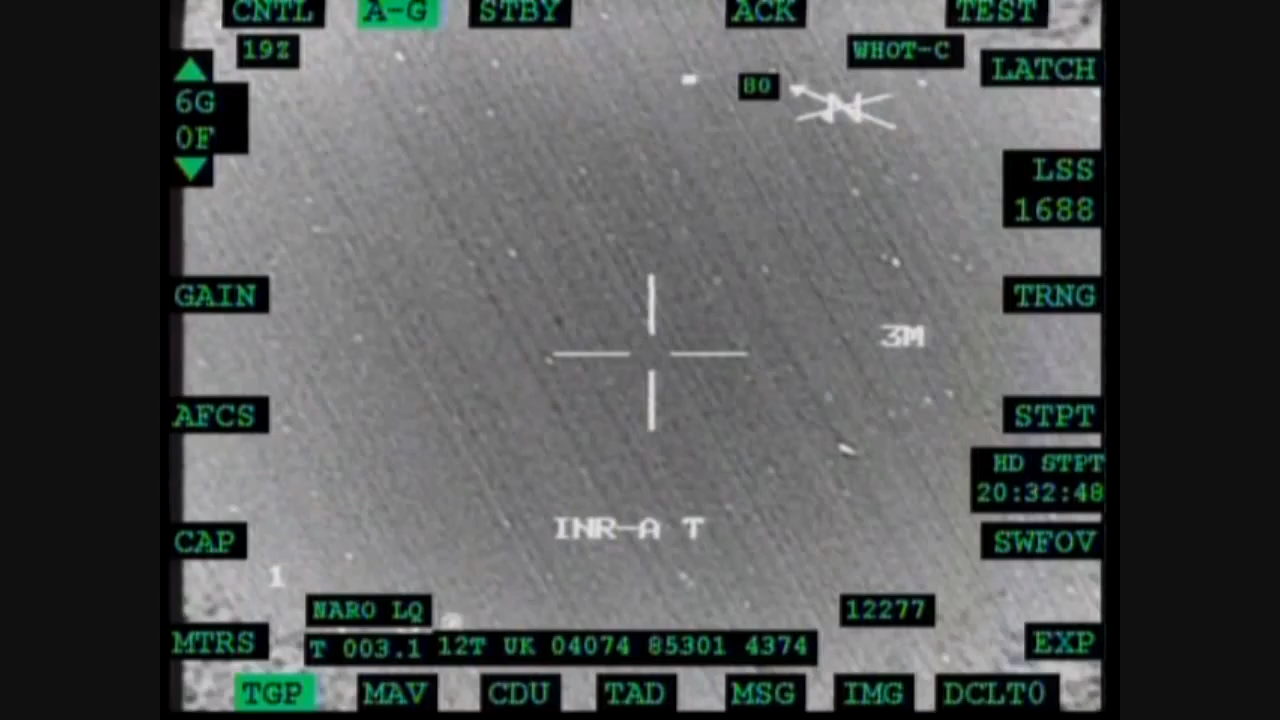 CNTL A-G STBY ACK TEST
19Z WHOT-C
LATCH
80 N
6G
0F
LSS
1688
GAIN TRNG
3M
AFCS STPT
HD STPT
20:32:48
INR-A T
CAP SWFOV
1
NARO LQ 12277
MTRS T 003.1 12T UK 04074 85301 4374 EXP
TGP MAV CDU TAD MSG IMG DCLT0